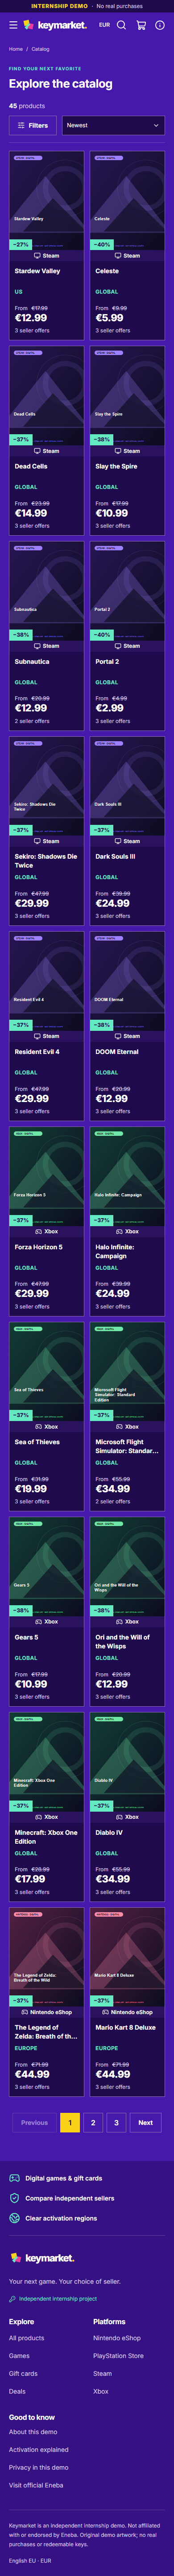 INTERNSHIP DEMO · No real purchases
keymarket.
EUR
Home / Catalog
FIND YOUR NEXT FAVORITE
Explore the catalog
45 products
Filters
Newest
Stardew Valley
Celeste
−27%
−40%
Steam
Steam
Stardew Valley
Celeste
US
GLOBAL
From €17.99
From €9.99
€12.99
€5.99
3 seller offers
3 seller offers
Dead Cells
Slay the Spire
−37%
−38%
Steam
Steam
Dead Cells
Slay the Spire
GLOBAL
GLOBAL
From €23.99
From €17.99
€14.99
€10.99
3 seller offers
3 seller offers
Subnautica
Portal 2
−38%
−40%
Steam
Steam
Subnautica
Portal 2
GLOBAL
GLOBAL
From €20.99
From €4.99
€12.99
€2.99
2 seller offers
3 seller offers
Sekiro: Shadows Die
Twice
Dark Souls III
−37%
−37%
Steam
Steam
Sekiro: Shadows Die
Twice
Dark Souls III
GLOBAL
GLOBAL
From €47.99
From €39.99
€29.99
€24.99
3 seller offers
3 seller offers
Resident Evil 4
DOOM Eternal
−37%
−38%
Steam
Steam
Resident Evil 4
DOOM Eternal
GLOBAL
GLOBAL
From €47.99
From €20.99
€29.99
€12.99
3 seller offers
3 seller offers
Forza Horizon 5
Halo Infinite: Campaign
−37%
−37%
Xbox
Xbox
Forza Horizon 5
Halo Infinite:
Campaign
GLOBAL
GLOBAL
From €47.99
From €39.99
€29.99
€24.99
3 seller offers
3 seller offers
Sea of Thieves
Microsoft Flight
Simulator: Standard
Edition
−37%
−37%
Xbox
Xbox
Sea of Thieves
Microsoft Flight
Simulator: Standar...
GLOBAL
GLOBAL
From €31.99
From €55.99
€19.99
€34.99
3 seller offers
2 seller offers
Gears 5
Ori and the Will of the
Wisps
−38%
−38%
Xbox
Xbox
Gears 5
Ori and the Will of
the Wisps
GLOBAL
GLOBAL
From €17.99
From €20.99
€10.99
€12.99
3 seller offers
3 seller offers
Minecraft: Xbox One
Edition
Diablo IV
−37%
−37%
Xbox
Xbox
Minecraft: Xbox One
Edition
Diablo IV
GLOBAL
GLOBAL
From €28.99
From €55.99
€17.99
€34.99
3 seller offers
3 seller offers
The Legend of Zelda:
Breath of the Wild
Mario Kart 8 Deluxe
−37%
−37%
Nintendo eShop
Nintendo eShop
The Legend of
Zelda: Breath of th...
Mario Kart 8 Deluxe
EUROPE
EUROPE
From €71.99
From €71.99
€44.99
€44.99
3 seller offers
3 seller offers
Previous
1
2
3
Next
Digital games & gift cards
Compare independent sellers
Clear activation regions
keymarket.
Your next game. Your choice of seller.
Independent internship project
Explore
All products
Games
Gift cards
Deals
Platforms
Nintendo eShop
PlayStation Store
Steam
Xbox
Good to know
About this demo
Activation explained
Privacy in this demo
Visit official Eneba
Keymarket is an independent internship demo. Not affiliated
with or endorsed by Eneba. Original demo artwork; no real
purchases or redeemable keys.
English EU · EUR